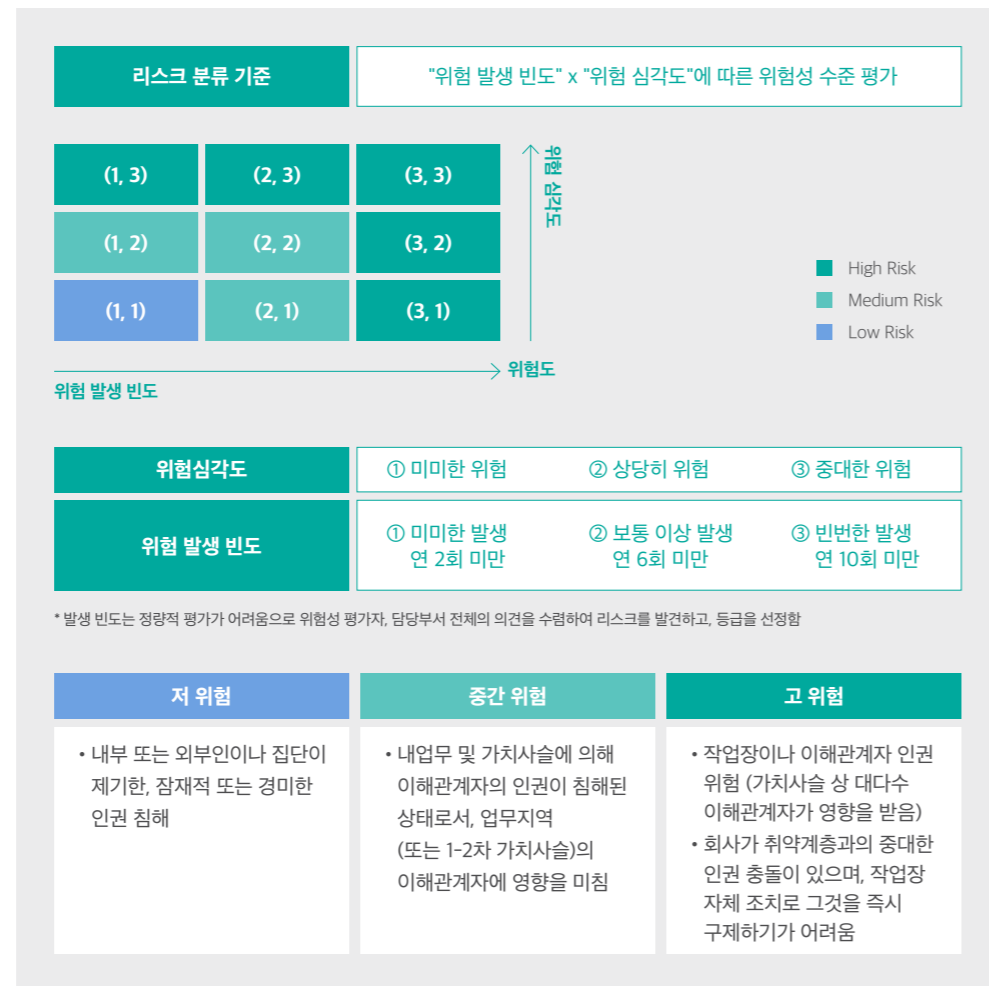 리스크 분류 기준
"위험 발생 빈도" x "위험 심각도"에 따른 위험성 수준 평가
(1, 3)
(2, 3)
(3, 3)
(1, 2)
(2, 2)
(3, 2)
(1, 1)
(2, 1)
(3, 1)
위험 심각도
High Risk
Medium Risk
Low Risk
위험도
위험 발생 빈도
위험심각도
① 미미한 위험
② 상당히 위험
③ 중대한 위험
위험 발생 빈도
① 미미한 발생
연 2회 미만
② 보통 이상 발생
연 6회 미만
③ 빈번한 발생
연 10회 미만
* 발생 빈도는 정량적 평가가 어려움으로 위험성 평가자, 담당부서 전체의 의견을 수렴하여 리스크를 발견하고, 등급을 선정함
저 위험
• 내부 또는 외부인이나 집단이
제기한, 잠재적 또는 경미한
인권 침해
중간 위험
• 내업무 및 가치사슬에 의해
이해관계자의 인권이 침해된
상태로서, 업무지역
(또는 1-2차 가치사슬)의
이해관계자에 영향을 미침
고 위험
• 작업장이나 이해관계자 인권
위험 (가치사슬 상 대다수
이해관계자가 영향을 받음)
• 회사가 취약계층과의 중대한
인권 충돌이 있으며, 작업장
자체 조치로 그것을 즉시
구제하기가 어려움